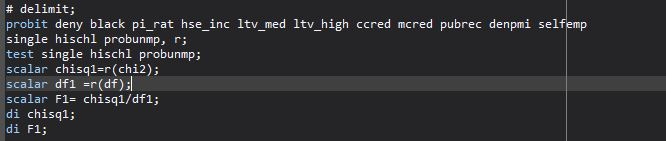 # delimit;
probit deny black pi_rat hse_inc ltv_med ltv_high ccred mcred pubrec denpmi selfemp
single hischl probunmp, r;
test single hischl probunmp;
scalar chisq1=r(chi2);
scalar df1 =r(df);
scalar F1= chisq1/df1;
di chisq1;
di F1;